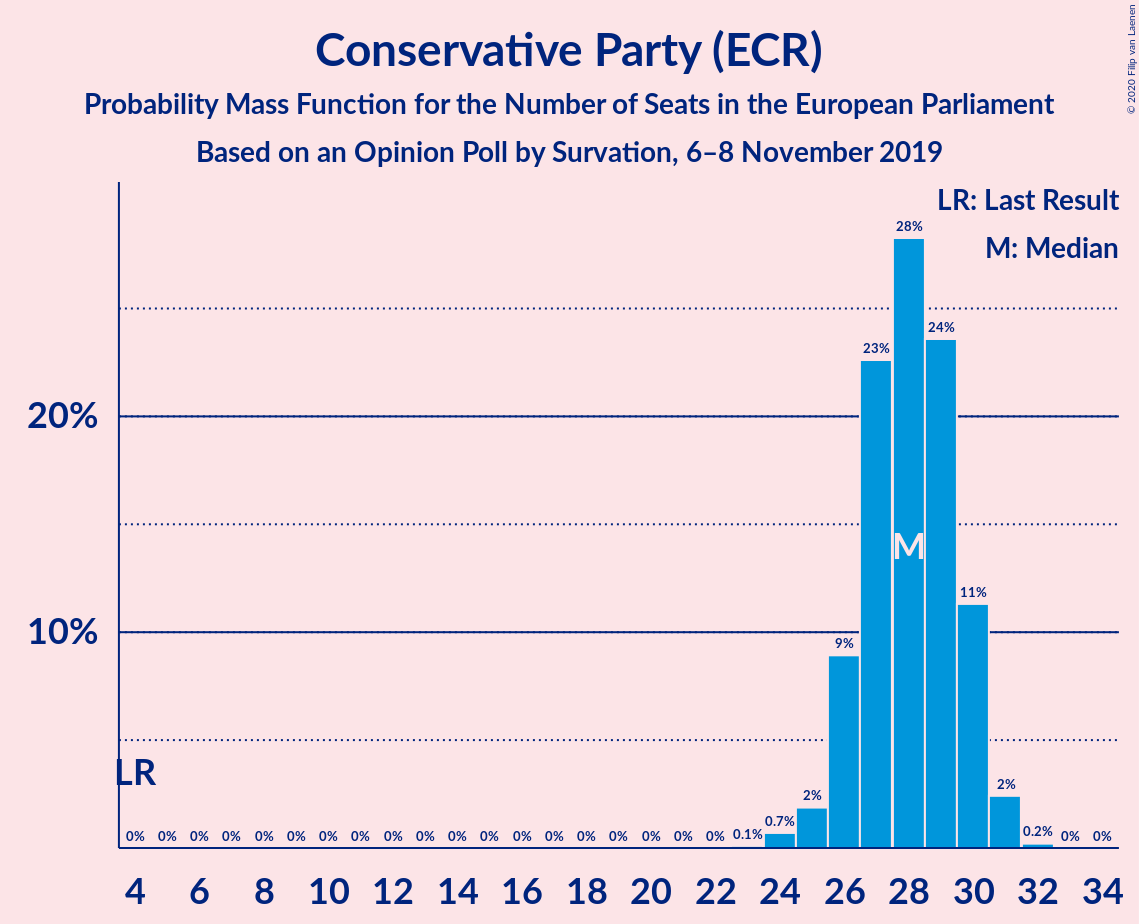 Conservative Party (ECR)
Probability Mass Function for the Number of Seats in the European Parliament
Based on an Opinion Poll by Survation, 6–8 November 2019
© 2020 Filip van Laenen
LR: Last Result
M: Median
28%
24%
23%
20%
M
11%
10%
9%
LR
2%
2%
0% 0% 0% 0% 0% 0% 0% 0% 0% 0% 0% 0% 0% 0% 0% 0% 0% 0% 0% 0.1% 0.7% 0.2% 0% 0%
4 6 8 10 12 14 16 18 20 22 24 26 28 30 32 34